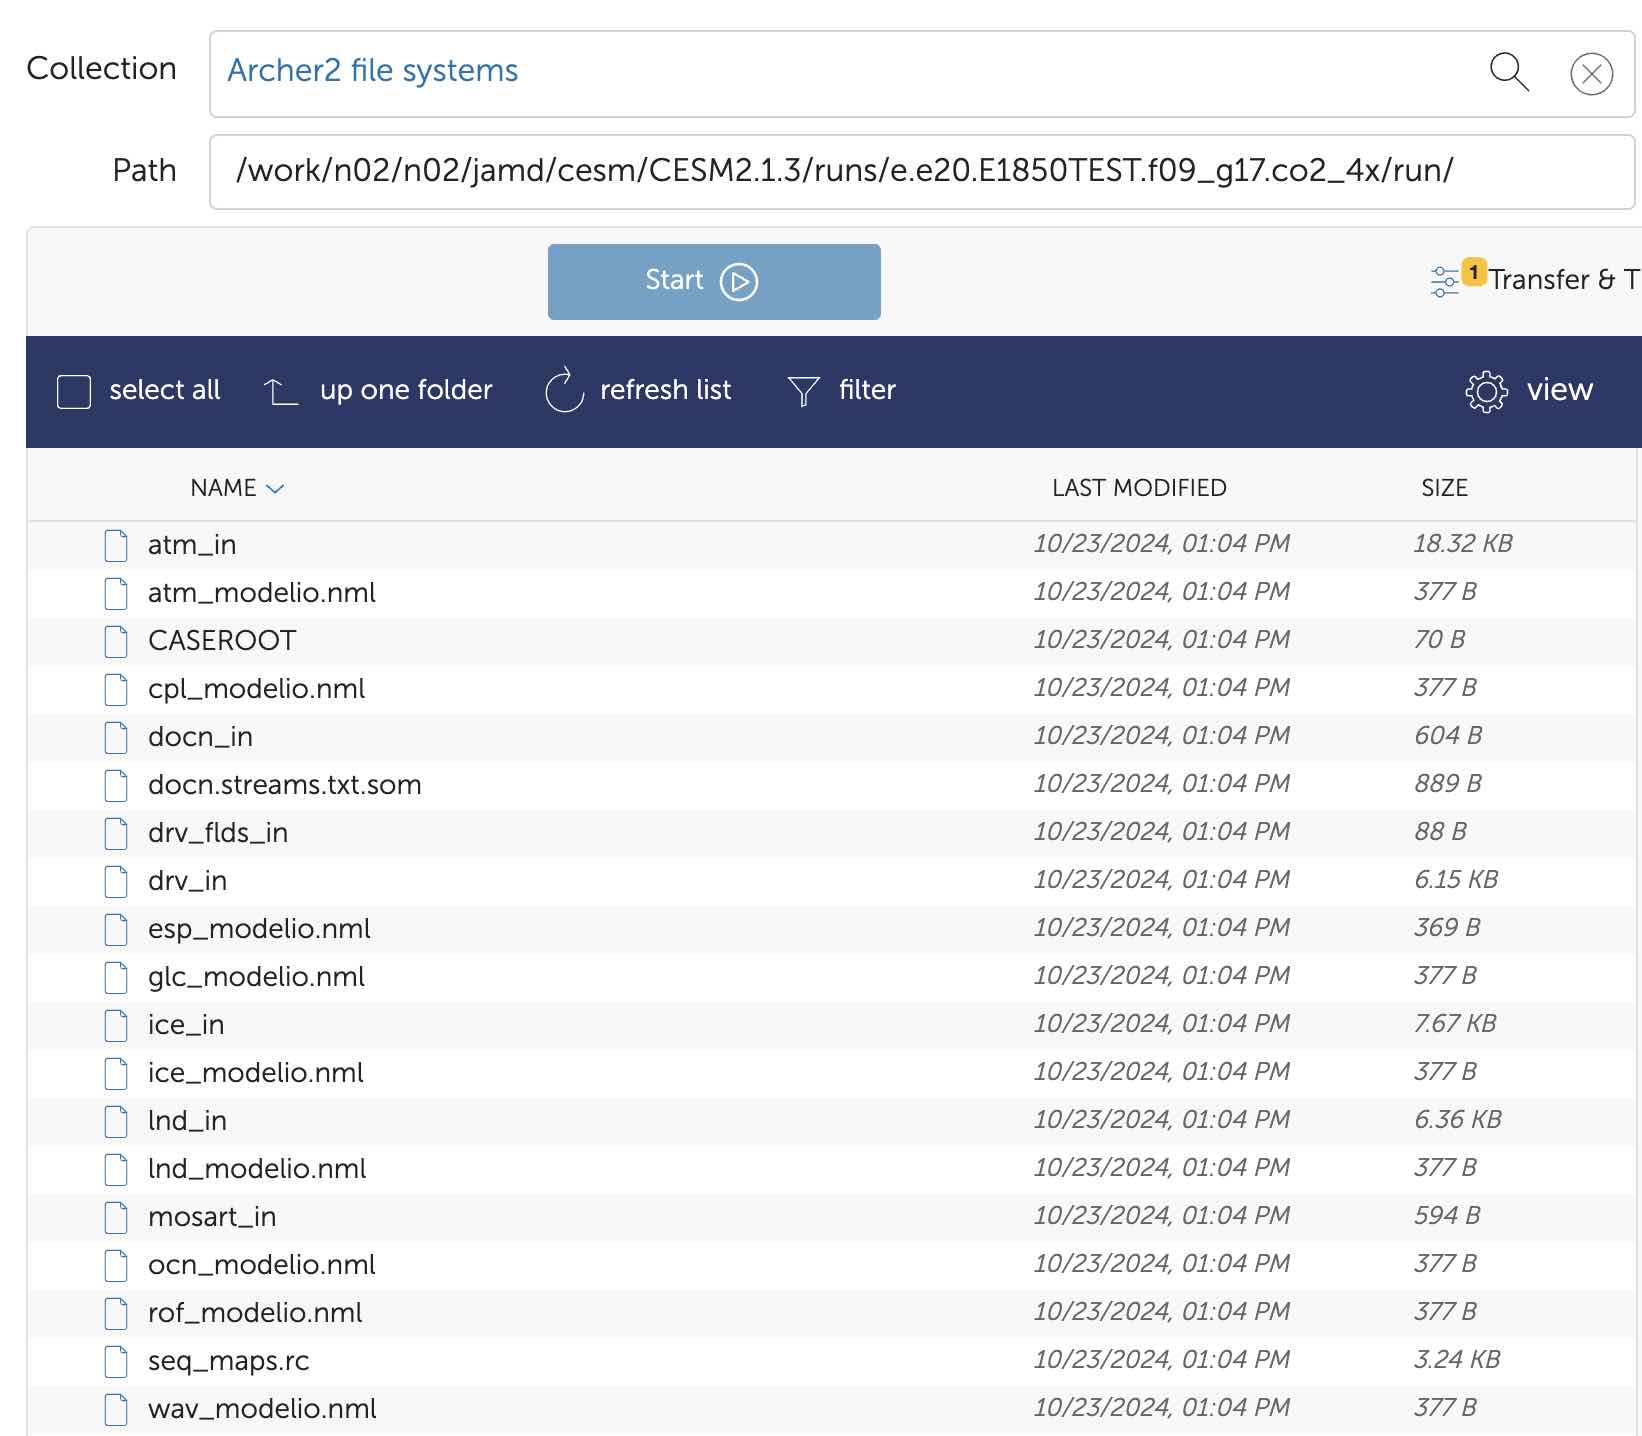 Collection Archer2 file systems
Path /work/n02/n02/jamd/cesm/CESM2.1.3/runs/e.e20.E1850TEST.f09_g17.co2_4x/run/
Start 1 Transfer & T
select all up one folder refresh list filter view
NAME LAST MODIFIED SIZE
atm_in 10/23/2024, 01:04 PM 18.32 KB
atm_modelio.nml 10/23/2024, 01:04 PM 377 B
CASEROOT 10/23/2024, 01:04 PM 70 B
cpl_modelio.nml 10/23/2024, 01:04 PM 377 B
docn_in 10/23/2024, 01:04 PM 604 B
docn.streams.txt.som 10/23/2024, 01:04 PM 889 B
drv_flds_in 10/23/2024, 01:04 PM 88 B
drv_in 10/23/2024, 01:04 PM 6.15 KB
esp_modelio.nml 10/23/2024, 01:04 PM 369 B
glc_modelio.nml 10/23/2024, 01:04 PM 377 B
ice_in 10/23/2024, 01:04 PM 7.67 KB
ice_modelio.nml 10/23/2024, 01:04 PM 377 B
lnd_in 10/23/2024, 01:04 PM 6.36 KB
lnd_modelio.nml 10/23/2024, 01:04 PM 377 B
mosart_in 10/23/2024, 01:04 PM 594 B
ocn_modelio.nml 10/23/2024, 01:04 PM 377 B
rof_modelio.nml 10/23/2024, 01:04 PM 377 B
seq_maps.rc 10/23/2024, 01:04 PM 3.24 KB
wav_modelio.nml 10/23/2024, 01:04 PM 377 B